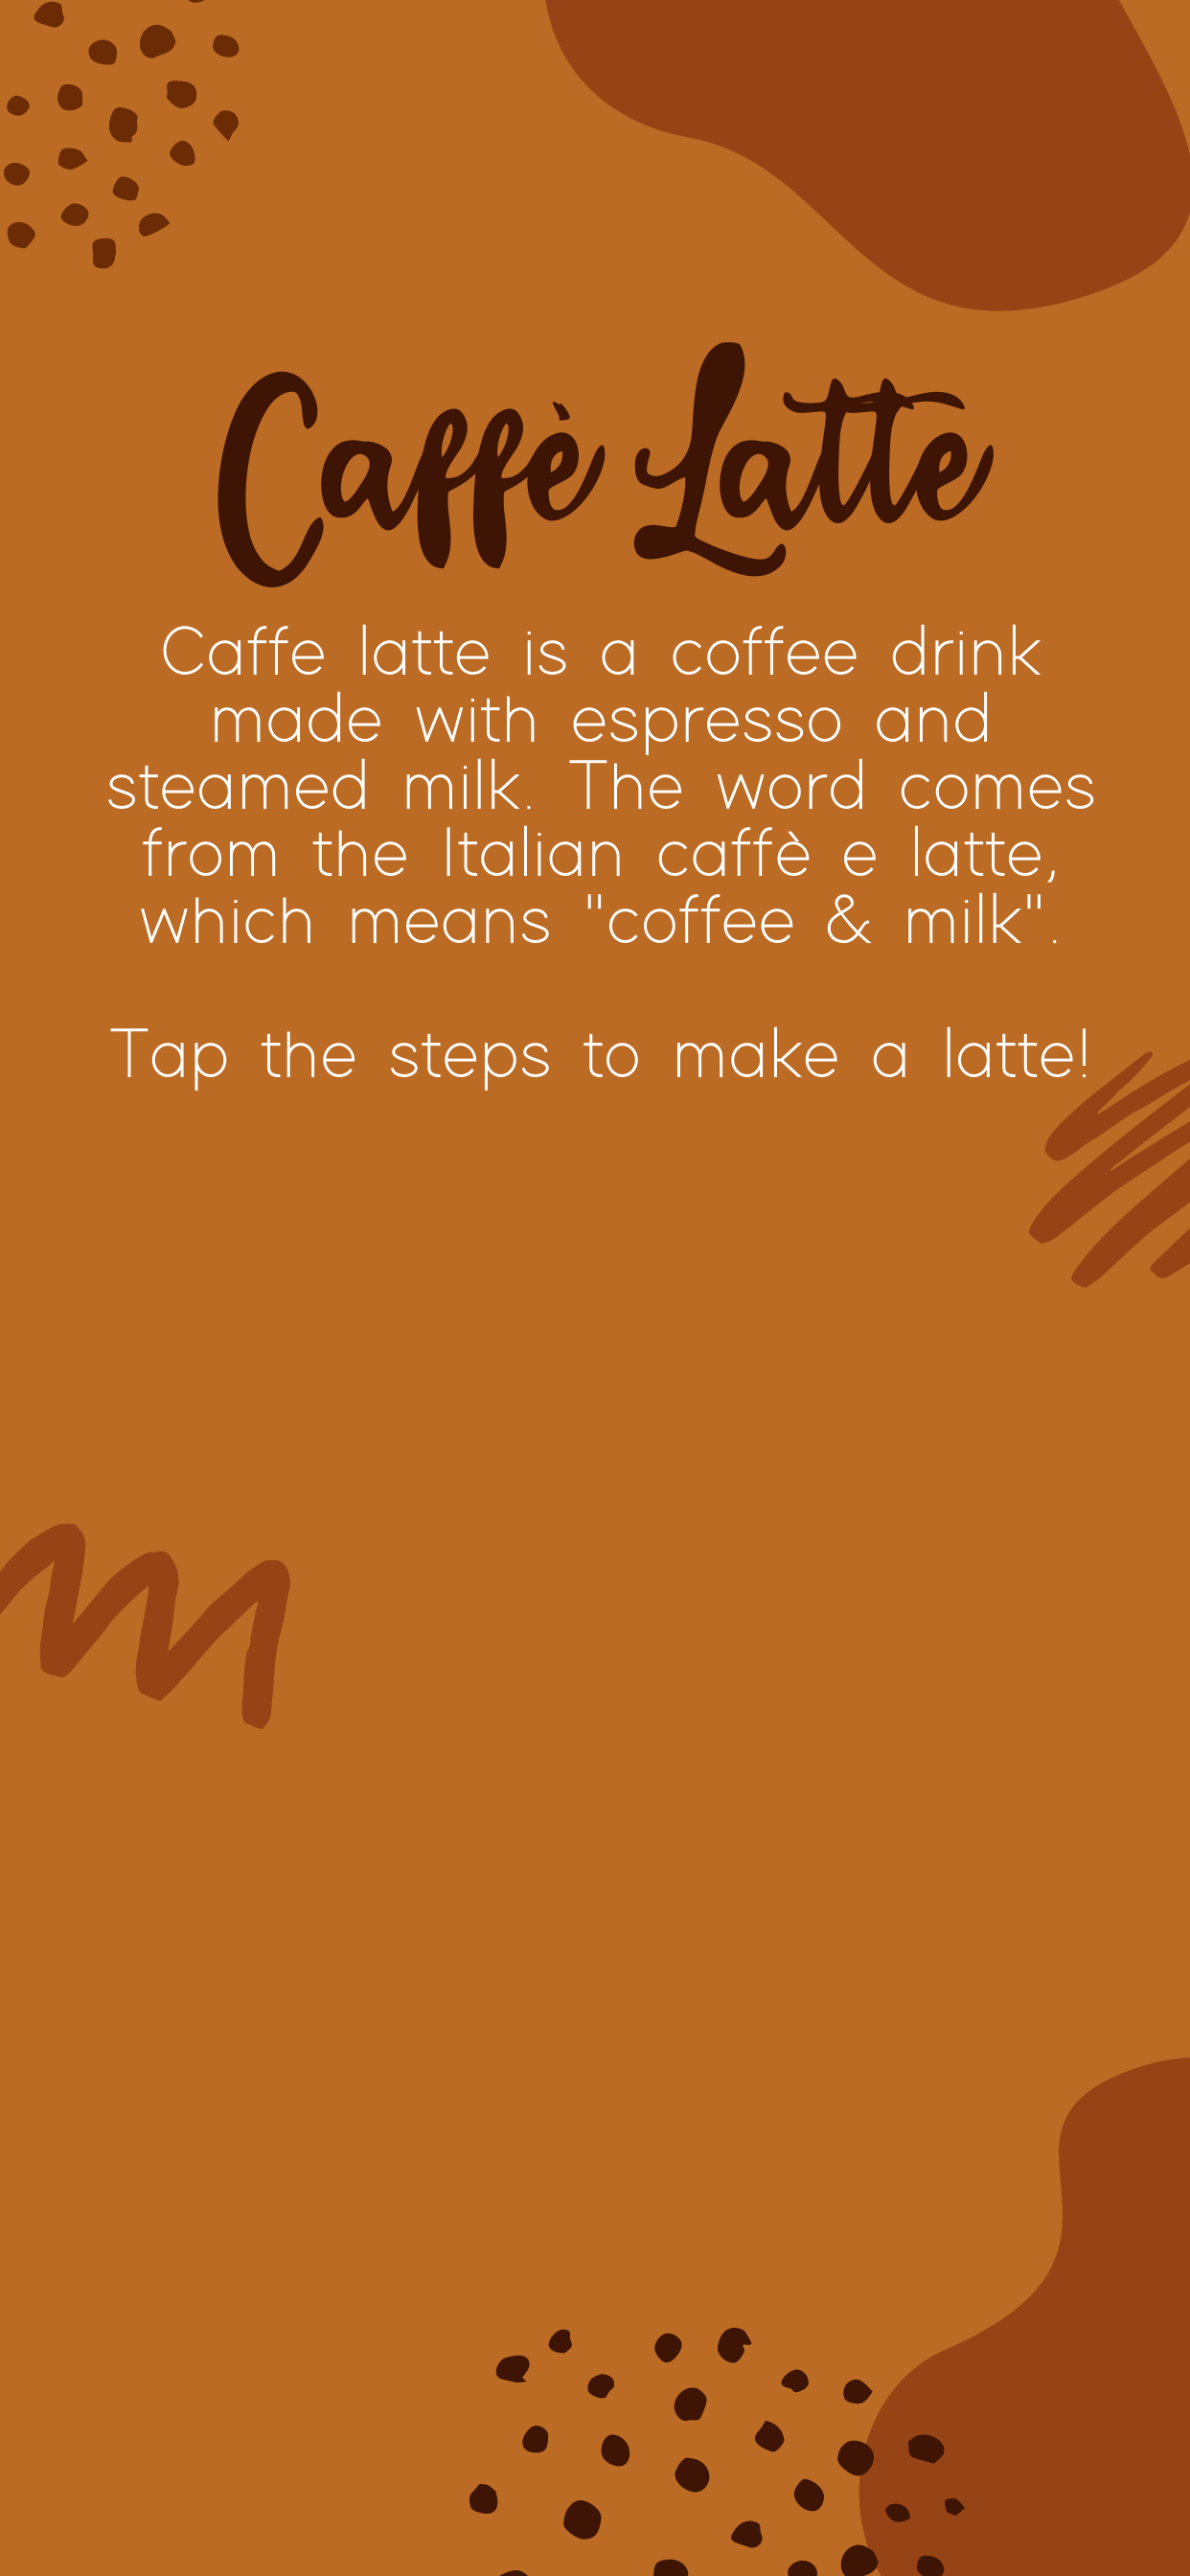 Caffè Latte
Caffe latte is a coffee drink
made with espresso and
steamed milk. The word comes
from the Italian caffè e latte,
which means "coffee & milk".
Tap the steps to make a latte!